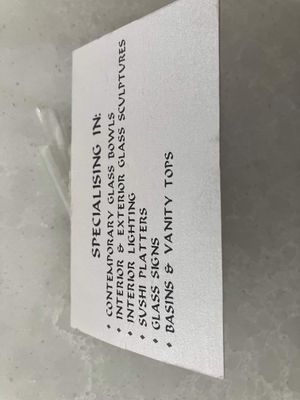 SPECIALISING IN:
• CONTEMPORARY GLASS BOWLS
• INTERIOR & EXTERIOR GLASS SCULPTURES
• INTERIOR LIGHTING
• SUSHI PLATTERS
• GLASS SIGNS
• BASINS & VANITY TOPS